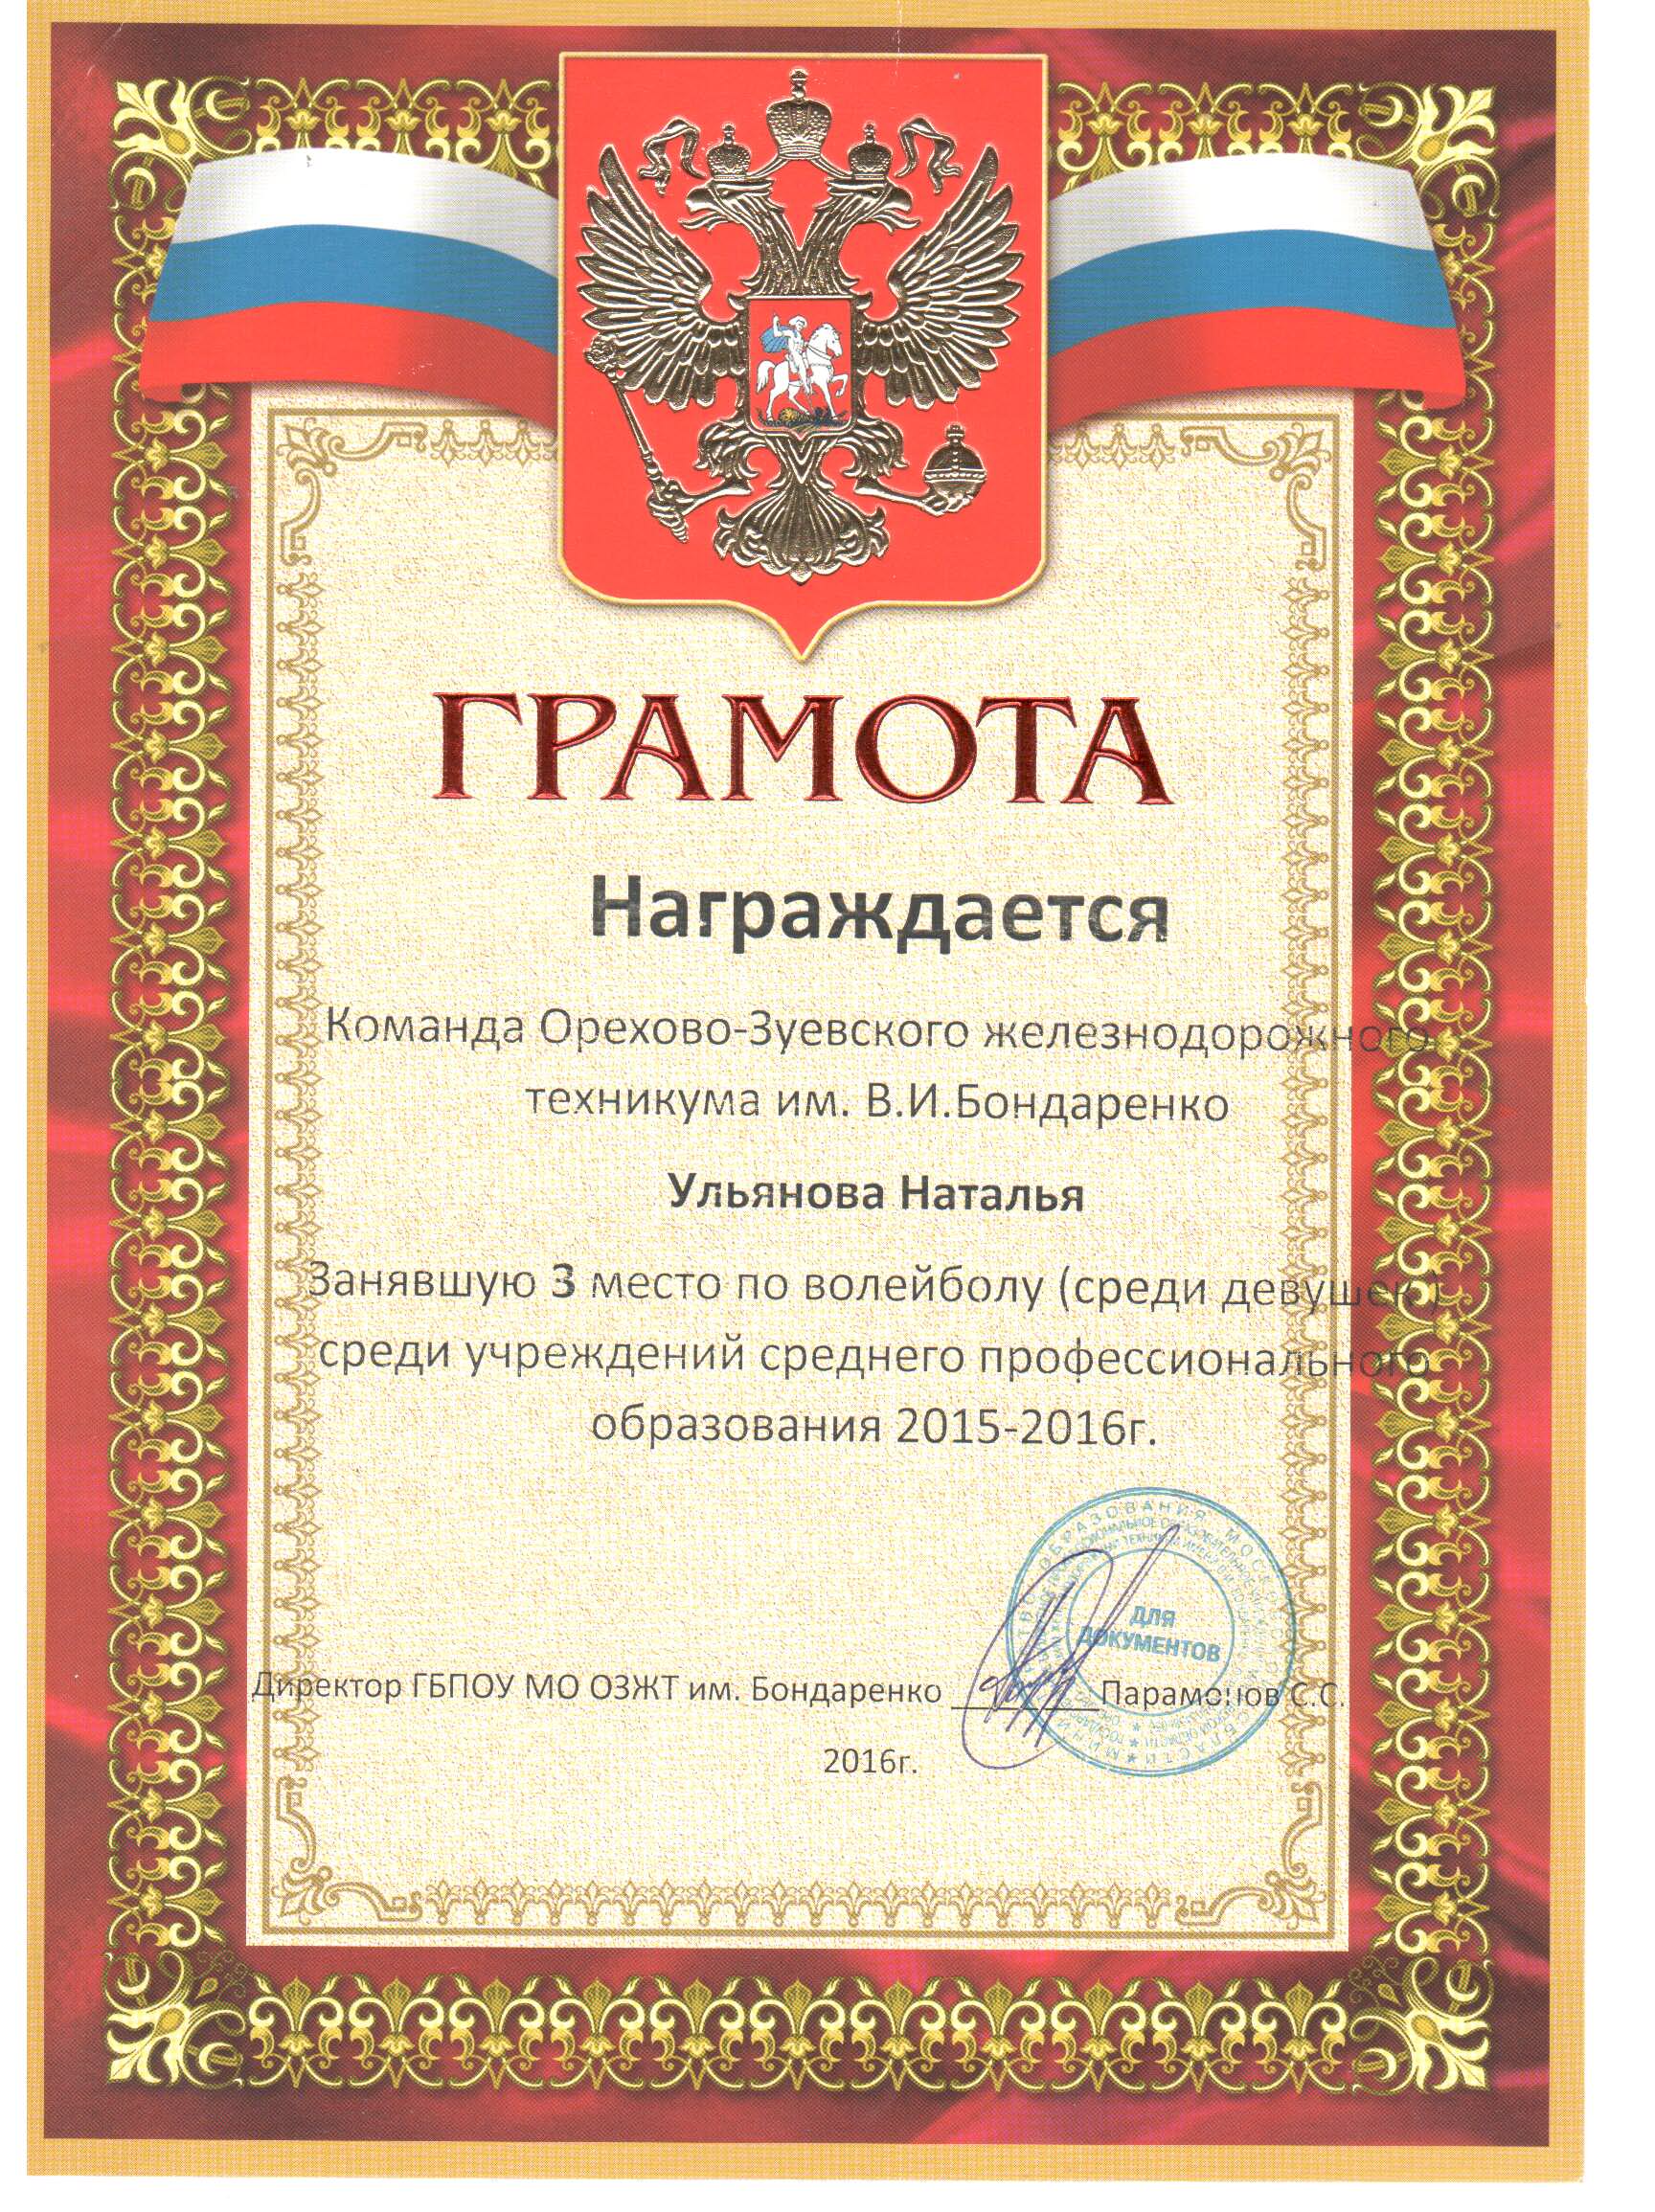 ГРАМОТА
Награждается
Команда Орехово-Зуевского железнодорожного
техникума им. В.И.Бондаренко
Ульянова Наталья
Занявшую 3 место по волейболу (среди девушек )
среди учреждений среднего профессионального
образования 2015-2016г.
ДЛЯ
ДОКУМЕНТОВ
Директор ГБПОУ МО ОЗЖТ им. Бондаренко __________ Парамонов С.С.
2016г.